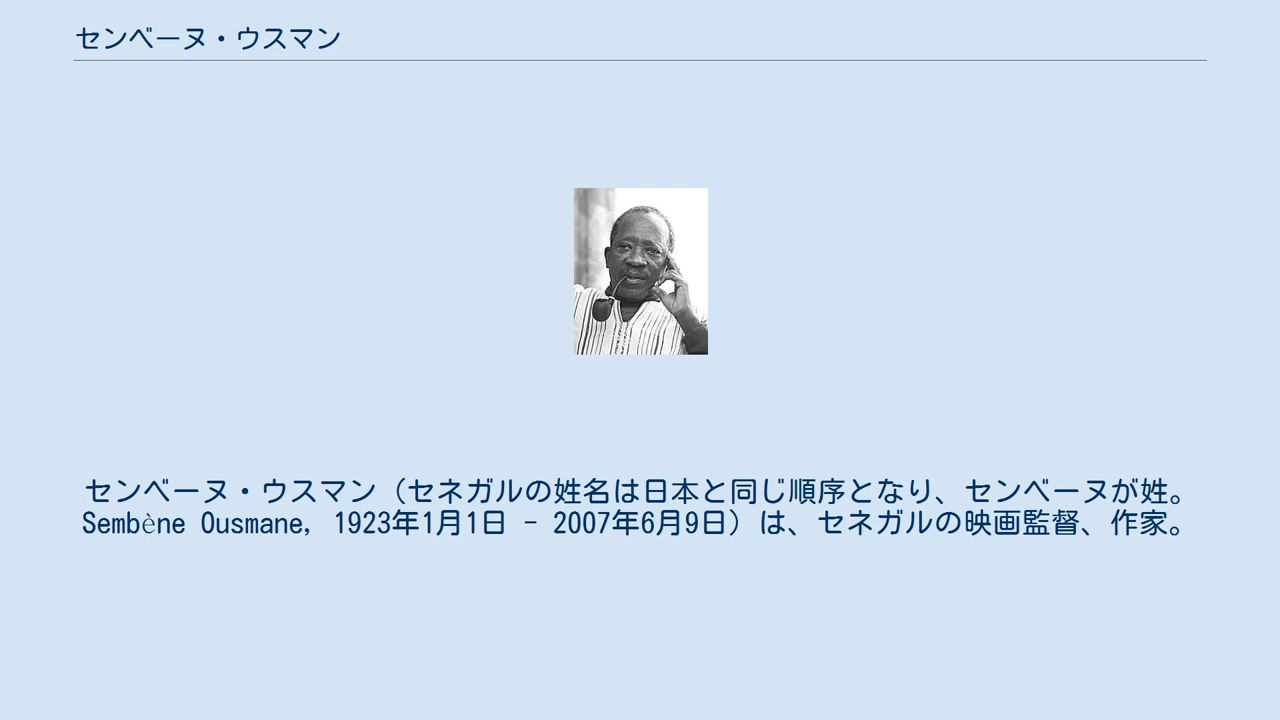 センベーヌ・ウスマン
センベーヌ・ウスマン（セネガルの姓名は日本と同じ順序となり、センベーヌが姓。
Sembène Ousmane, 1923年1月1日 - 2007年6月9日）は、セネガルの映画監督、作家。